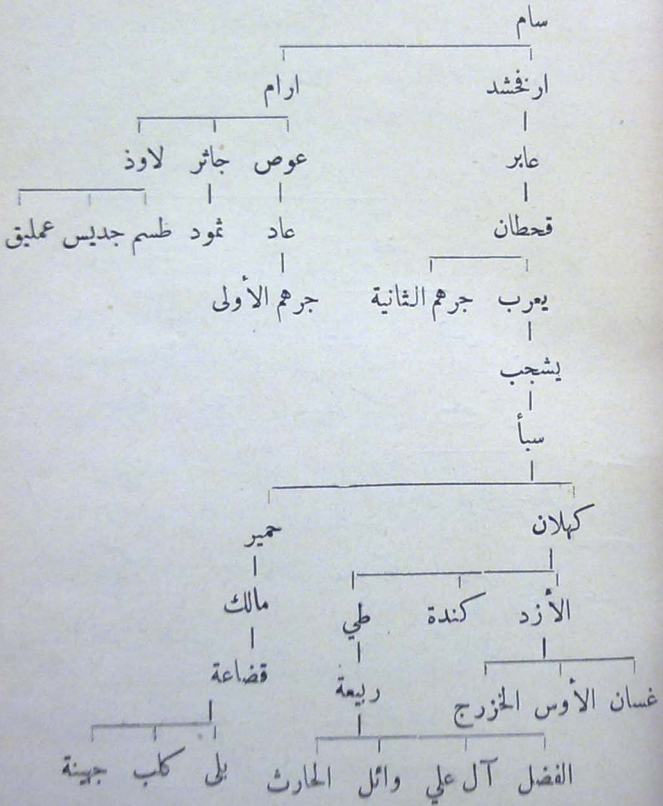 سام
ارفخشد ارام
عابر عوص جاثر لاوذ
قحطان عاد ثمود طسم جديس عمليق
يعرب جرهم الثانية جرهم الأولى
يشجب
سبأ
كهلان حمير
الأزد كندة طي مالك
غسان الأوس الخزرج ربيعة قضاعة
الفضل آل علي وائل الحارث بلى كلب جهينة